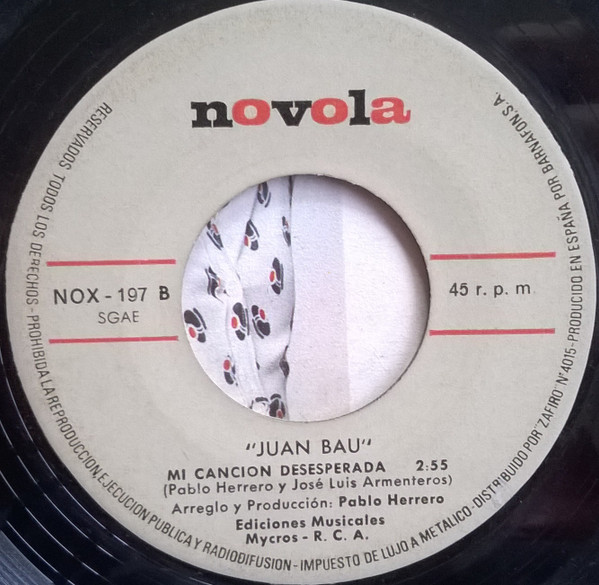 novola
NOX - 197 B
SGAE
45 r. p. m
"JUAN BAU"
MI CANCION DESESPERADA 2:55
(Pablo Herrero y José Luis Armenteros)
Arreglo y Producción: Pablo Herrero
Ediciones Musicales
Mycros - R. C. A.
RESERVADOS TODOS LOS DERECHOS - PROHIBIDA LA REPRODUCCION, EJECUCION PUBLICA Y RADIODIFUSION - IMPUESTO DE LUJO A METALICO - DISTRIBUIDO POR "ZAFIRO" Nº 4015 - PRODUCIDO EN ESPAÑA POR BARNAFON S.A.